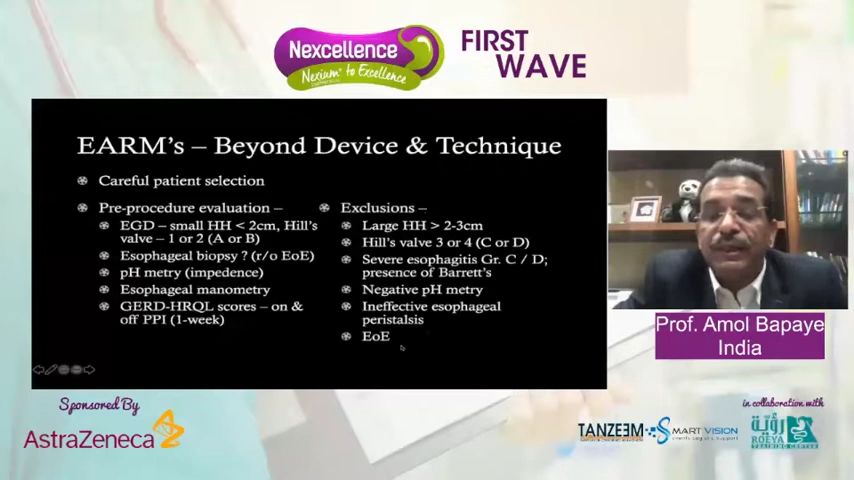 Nexcellence
Nexium to Excellence
FIRST
WAVE
EARM's – Beyond Device & Technique
Careful patient selection
Pre-procedure evaluation –
EGD – small HH < 2cm, Hill's
valve – 1 or 2 (A or B)
Esophageal biopsy ? (r/o EoE)
pH metry (impedence)
Esophageal manometry
GERD-HRQL scores – on &
off PPI (1-week)
Exclusions –
Large HH > 2-3cm
Hill's valve 3 or 4 (C or D)
Severe esophagitis Gr. C / D;
presence of Barrett's
Negative pH metry
Ineffective esophageal
peristalsis
EoE
Prof. Amol Bapaye
India
Sponsored By
AstraZeneca
in collaboration with
TANZEEM
SMART VISION
رؤية
ROEYA
TRAINING CENTER